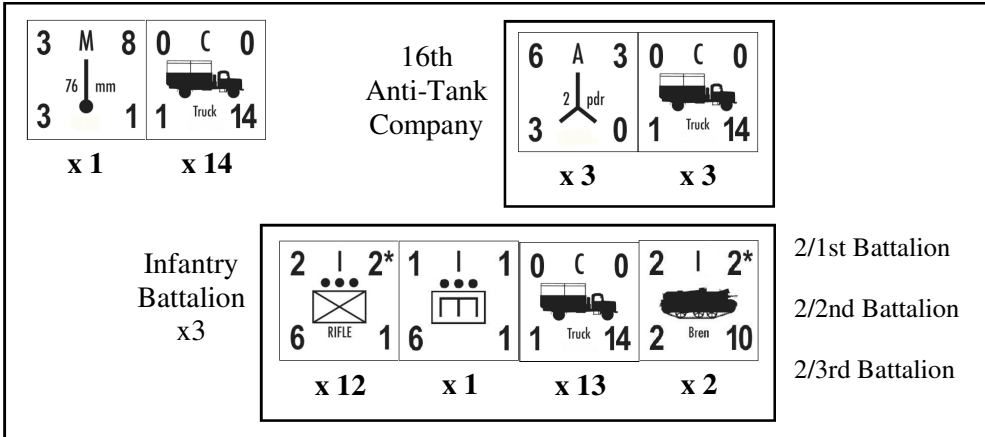 3 M 8
76 mm
3 1
x 1
0 C 0
1 Truck 14
x 14
16th
Anti-Tank
Company
6 A 3
2 pdr
3 0
x 3
0 C 0
1 Truck 14
x 3
Infantry
Battalion
x3
2 I 2*
6 RIFLE 1
x 12
1 I 1
6 1
x 1
0 C 0
1 Truck 14
x 13
2 I 2*
2 Bren 10
x 2
2/1st Battalion
2/2nd Battalion
2/3rd Battalion